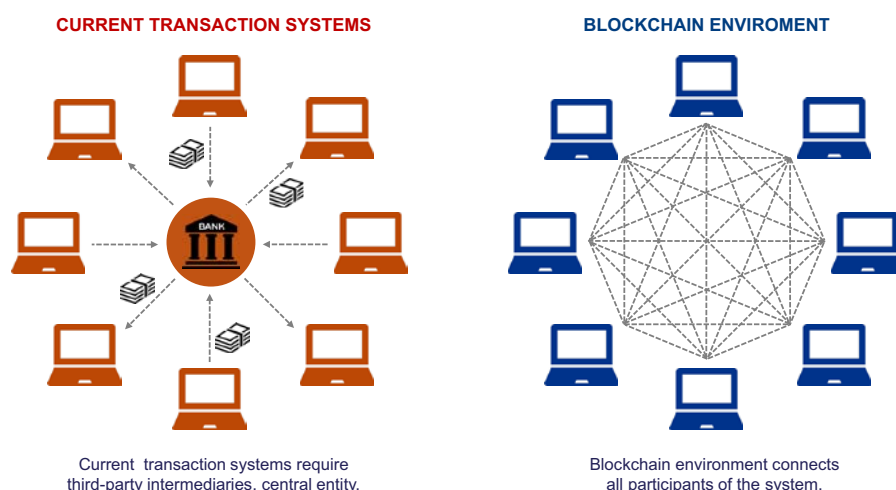 CURRENT TRANSACTION SYSTEMS
BLOCKCHAIN ENVIROMENT
BANK
Current transaction systems require
third-party intermediaries, central entity.
Blockchain environment connects
all participants of the system.